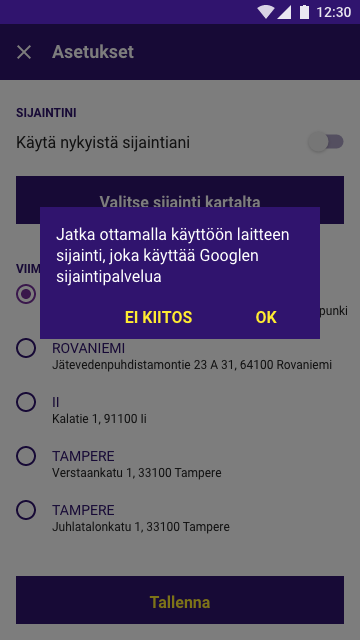 12:30
Asetukset
SIJAINTINI
Käytä nykyistä sijaintiani
Valitse sijainti kartalta
Jatka ottamalla käyttöön laitteen
sijainti, joka käyttää Googlen
sijaintipalvelua
EI KIITOS OK
ROVANIEMI
Jätevedenpuhdistamontie 23 A 31, 64100 Rovaniemi
II
Kalatie 1, 91100 Ii
TAMPERE
Verstaankatu 1, 33100 Tampere
TAMPERE
Juhlatalonkatu 1, 33100 Tampere
Tallenna